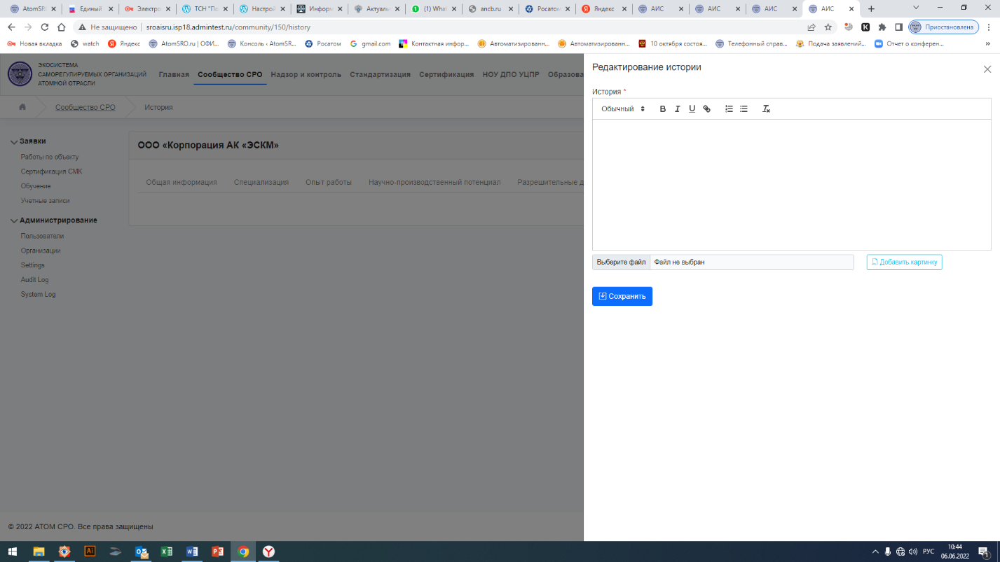 AtomSR
Единый
Электро
ТСН "По
Настрой
Информ
Актуаль
(1) What
ancb.ru
Росатом
Яндекс
АИС
АИС
АИС
АИС
Не защищено
sroaisru.isp18.admintest.ru/community/150/history
Приостановлена
Новая вкладка
watch
Яндекс
AtomSRO.ru | ОФИ...
Консоль ‹ AtomSR...
Росатом
gmail.com
Контактная инфор...
Автоматизированн...
Автоматизированн...
10 октября состоя...
Телефонный справ...
Подача заявлений...
Отчет о конферен...
ЭКОСИСТЕМА
САМОРЕГУЛИРУЕМЫХ ОРГАНИЗАЦИЙ
АТОМНОЙ ОТРАСЛИ
Главная
Сообщество СРО
Надзор и контроль
Стандартизация
Сертификация
НОУ ДПО УЦПР
Образова
Сообщество СРО
История
Заявки
Работы по объекту
Сертификация СМК
Обучение
Учетные записи
Администрирование
Пользователи
Организации
Settings
Audit Log
System Log
ООО «Корпорация АК «ЭСКМ»
Общая информация
Специализация
Опыт работы
Научно-производственный потенциал
Разрешительные д
Редактирование истории
История *
Обычный
B I U
Выберите файл
Файл не выбран
Добавить картинку
Сохранить
© 2022 АТОМ СРО. Все права защищены
РУС
10:44
06.06.2022
1